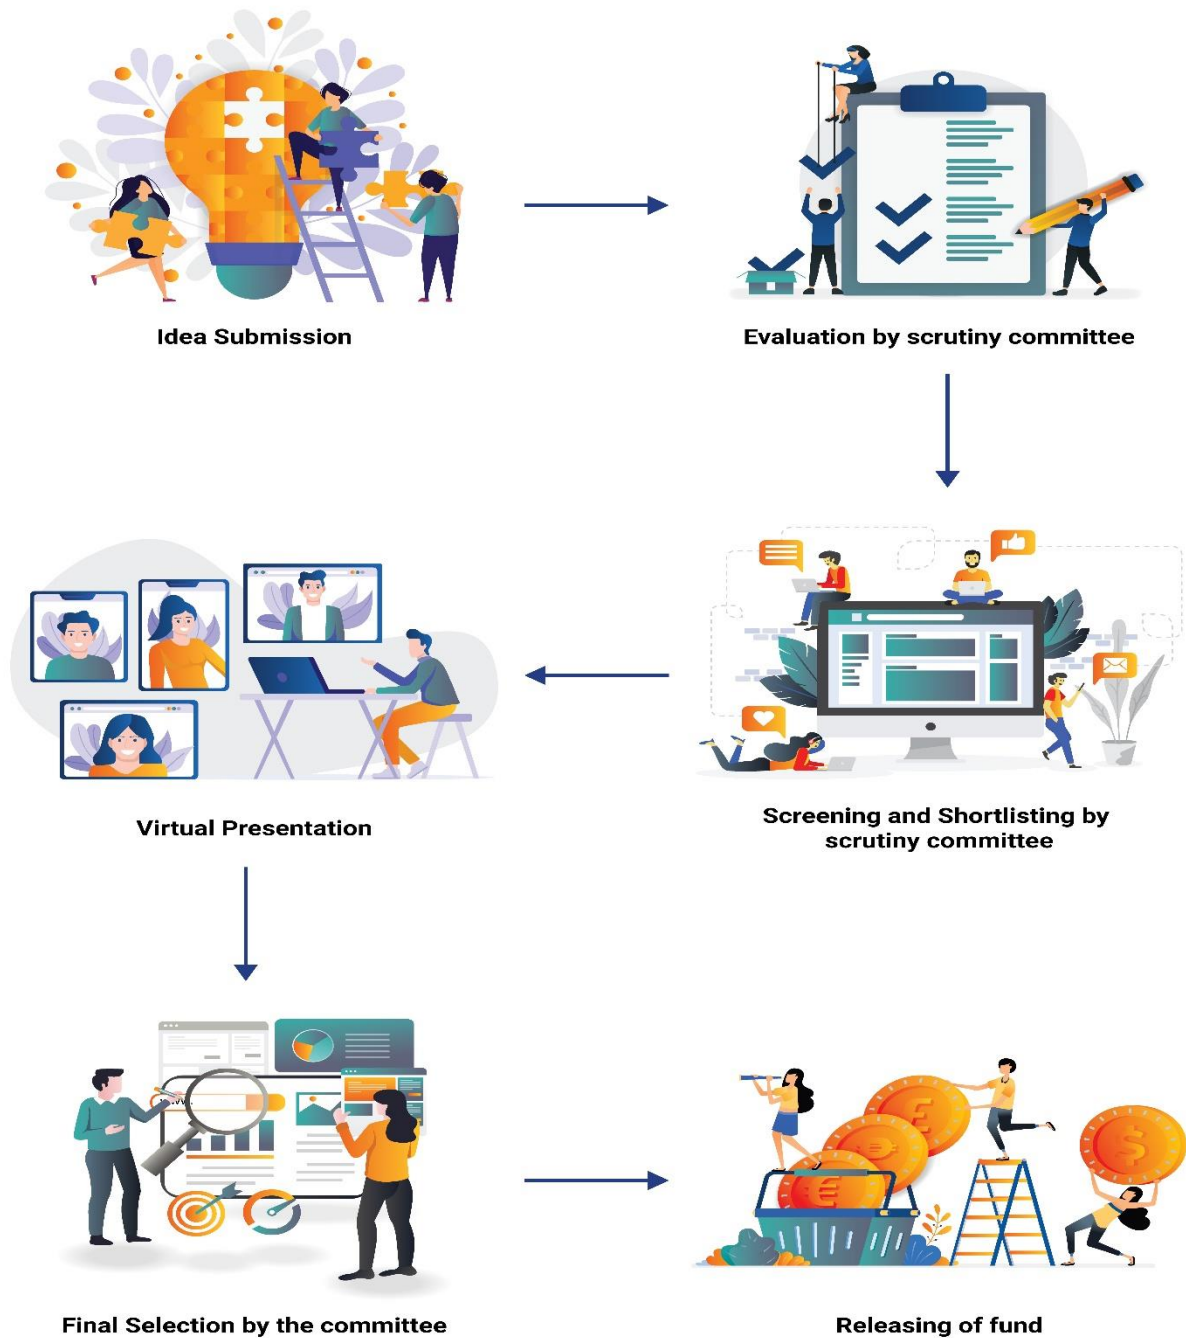 Idea Submission
Evaluation by scrutiny committee
Screening and Shortlisting by
scrutiny committee
Virtual Presentation
Final Selection by the committee
Releasing of fund